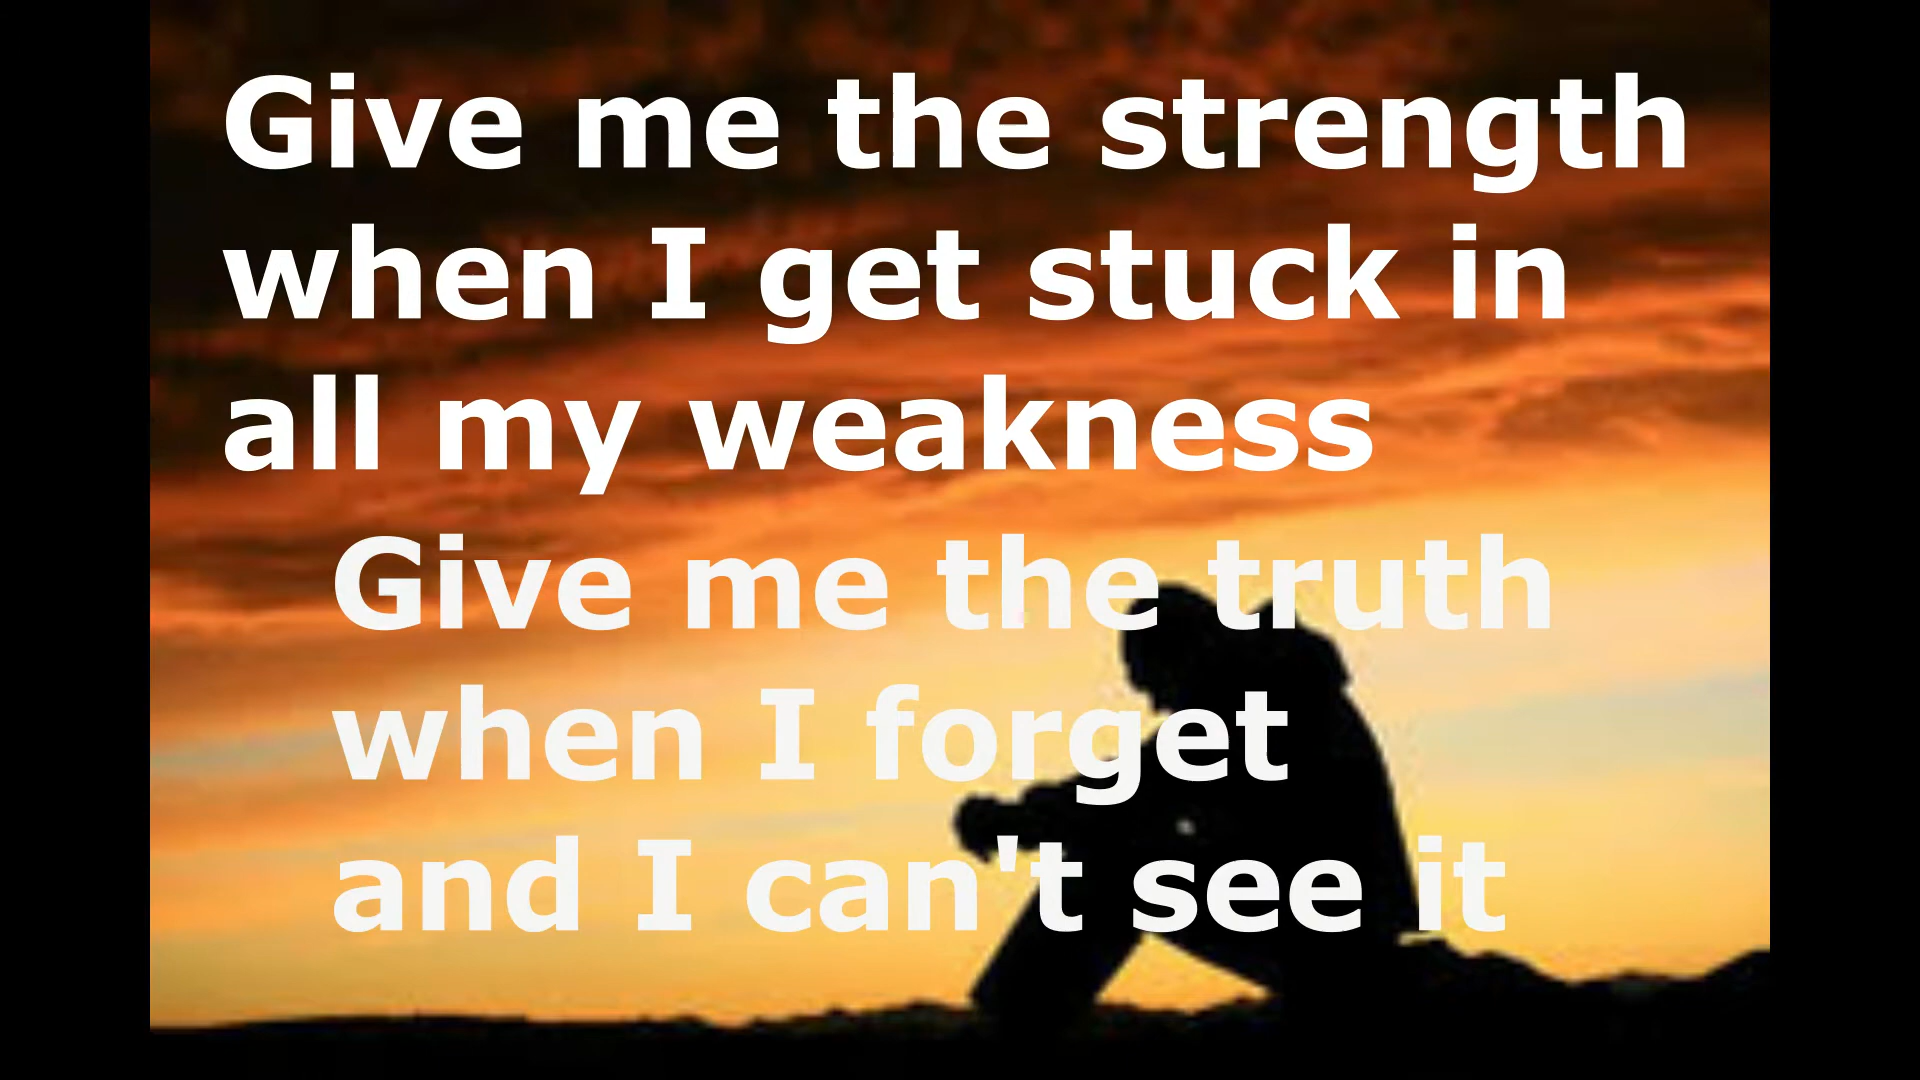 Give me the strength
when I get stuck in
all my weakness
Give me the truth
when I forget
and I can't see it